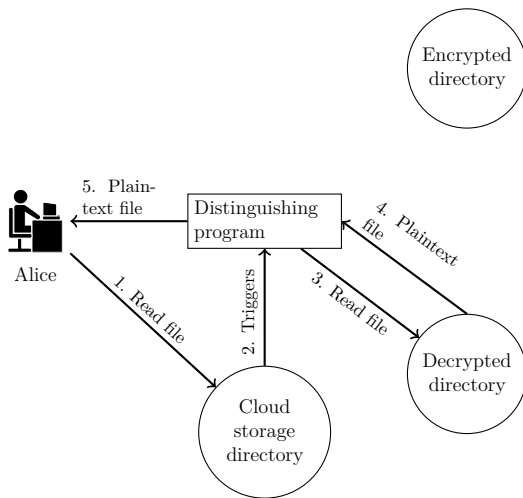 Encrypted
directory
5. Plain-
text file
Distinguishing
program
4. Plaintext
file
Alice
1. Read file
2. Triggers
3. Read file
Decrypted
directory
Cloud
storage
directory